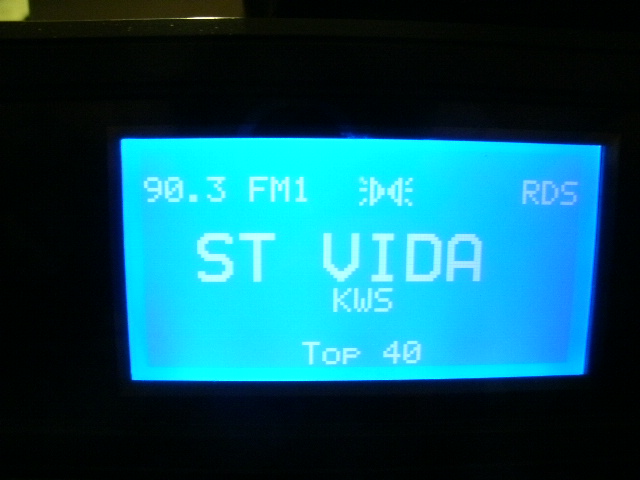 90.3 FM1 RDS
ST VIDA
KWS
Top 40